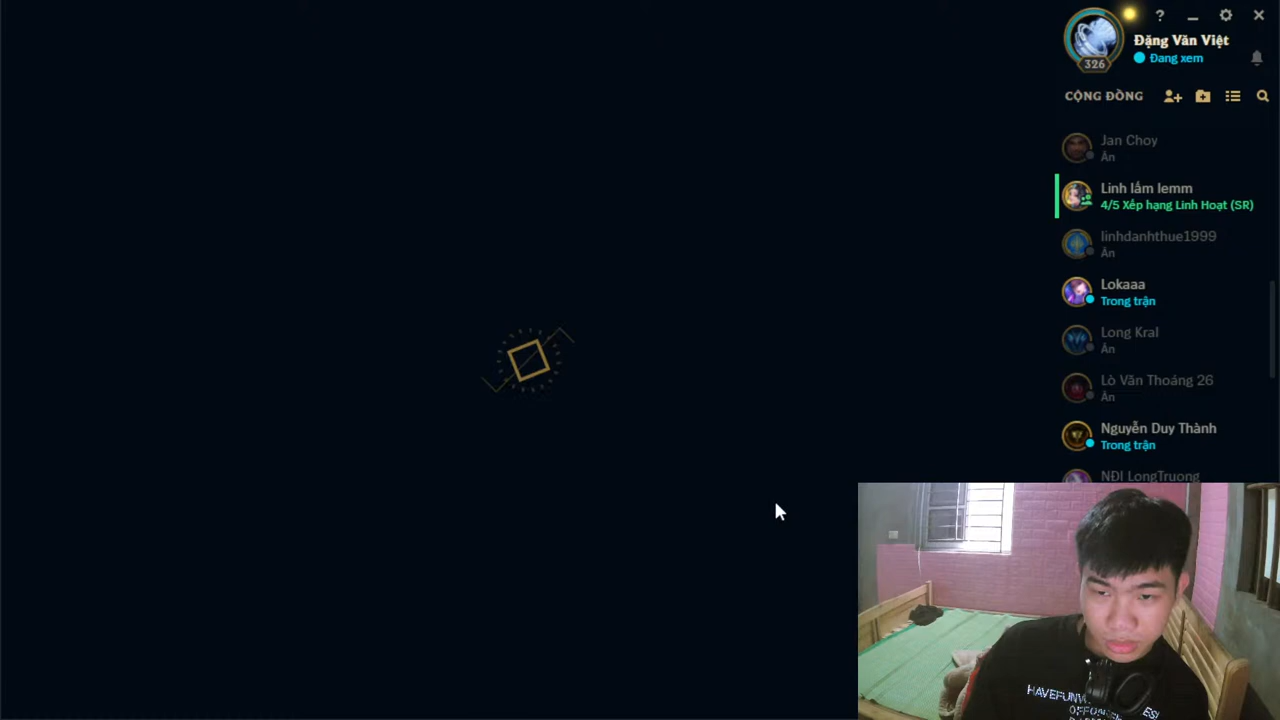 ?
Đặng Văn Việt
326
Đang xem
CỘNG ĐỒNG
Jan Choy
Ẩn
Linh lấm lemm
4/5 Xếp hạng Linh Hoạt (SR)
linhdanhthue1999
Ẩn
Lokaaa
Trong trận
Long Kral
Ẩn
Lò Văn Thoáng 26
Ẩn
Nguyễn Duy Thành
Trong trận
NĐI LongTruong